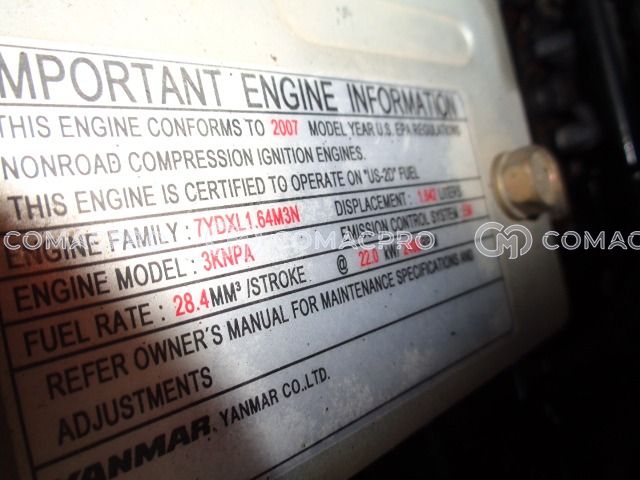 IMPORTANT ENGINE INFORMATION
THIS ENGINE CONFORMS TO 2007 MODEL YEAR U.S. EPA REGULATIONS
NONROAD COMPRESSION IGNITION ENGINES.
THIS ENGINE IS CERTIFIED TO OPERATE ON "US-2D" FUEL
ENGINE FAMILY : 7YDXL1.64M3N DISPLACEMENT : 1.642 LITERS
ENGINE MODEL : 3KNPA EMISSION CONTROL SYSTEM
FUEL RATE : 28.4MM³ /STROKE @ 22.0 KW/
REFER OWNER'S MANUAL FOR MAINTENANCE SPECIFICATIONS AND
ADJUSTMENTS
YANMAR YANMAR CO.,LTD.
COMACPRO
COMACPRO